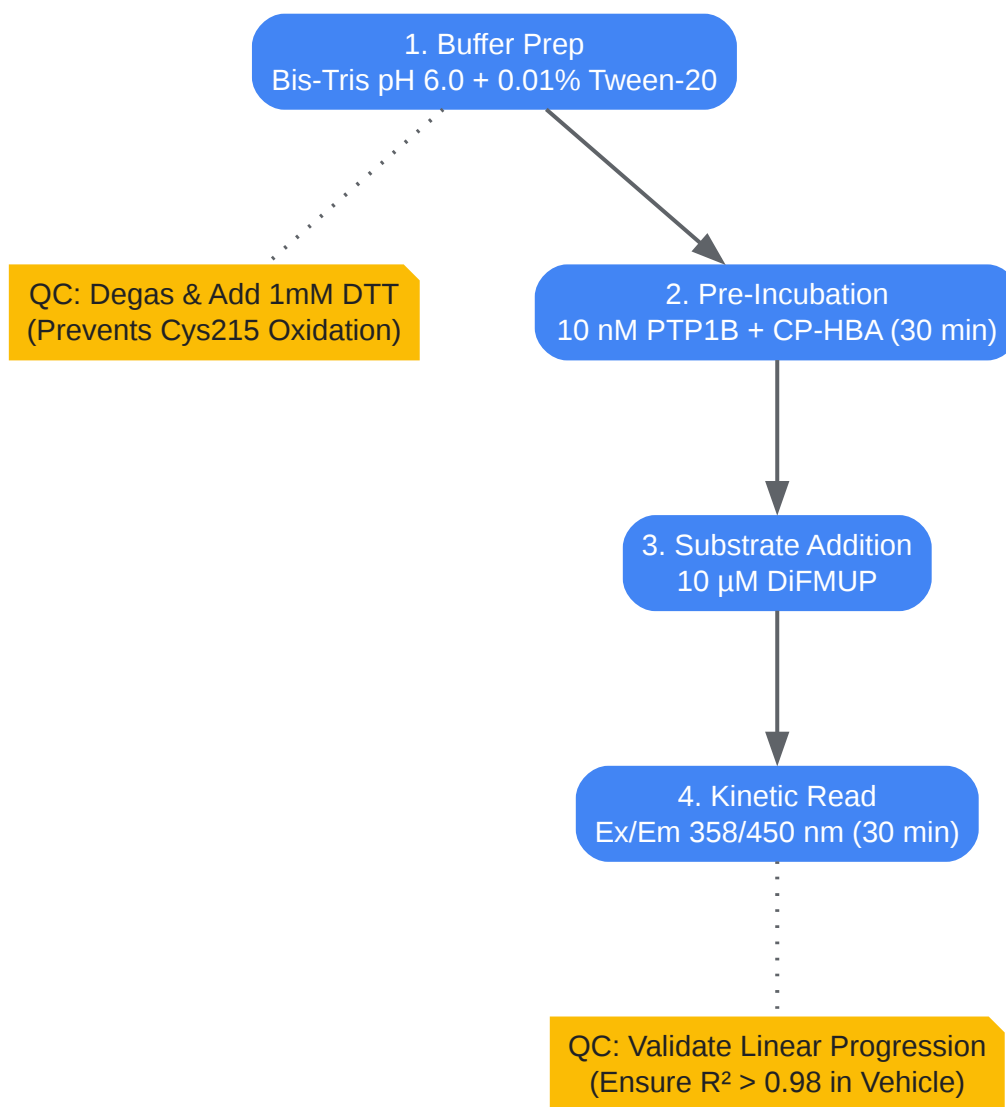 1. Buffer Prep
Bis-Tris pH 6.0 + 0.01% Tween-20
QC: Degas & Add 1mM DTT
(Prevents Cys215 Oxidation)
2. Pre-Incubation
10 nM PTP1B + CP-HBA (30 min)
3. Substrate Addition
10 µM DiFMUP
4. Kinetic Read
Ex/Em 358/450 nm (30 min)
QC: Validate Linear Progression
(Ensure R² > 0.98 in Vehicle)